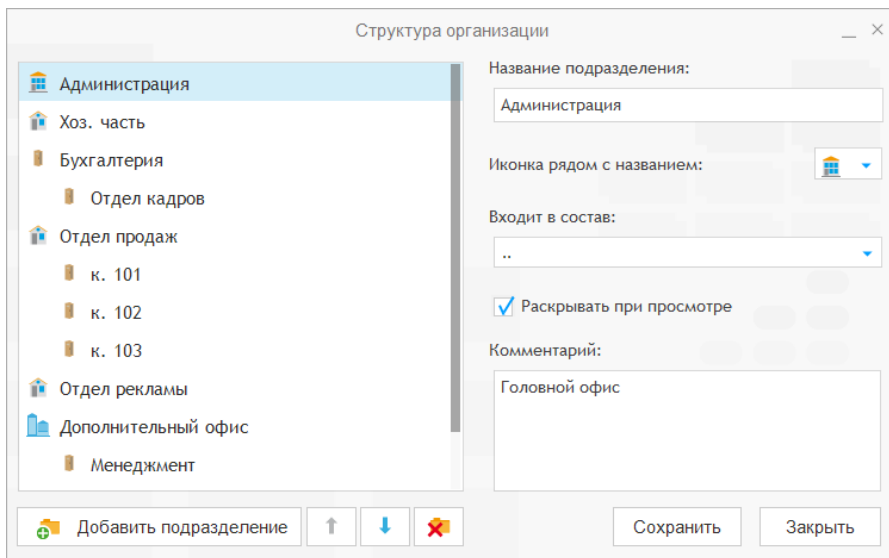 Структура организации
Администрация
Хоз. часть
Бухгалтерия
Отдел кадров
Отдел продаж
к. 101
к. 102
к. 103
Отдел рекламы
Дополнительный офис
Менеджмент
Добавить подразделение
Название подразделения:
Администрация
Иконка рядом с названием:
Входит в состав:
..
Раскрывать при просмотре
Комментарий:
Головной офис
Сохранить
Закрыть